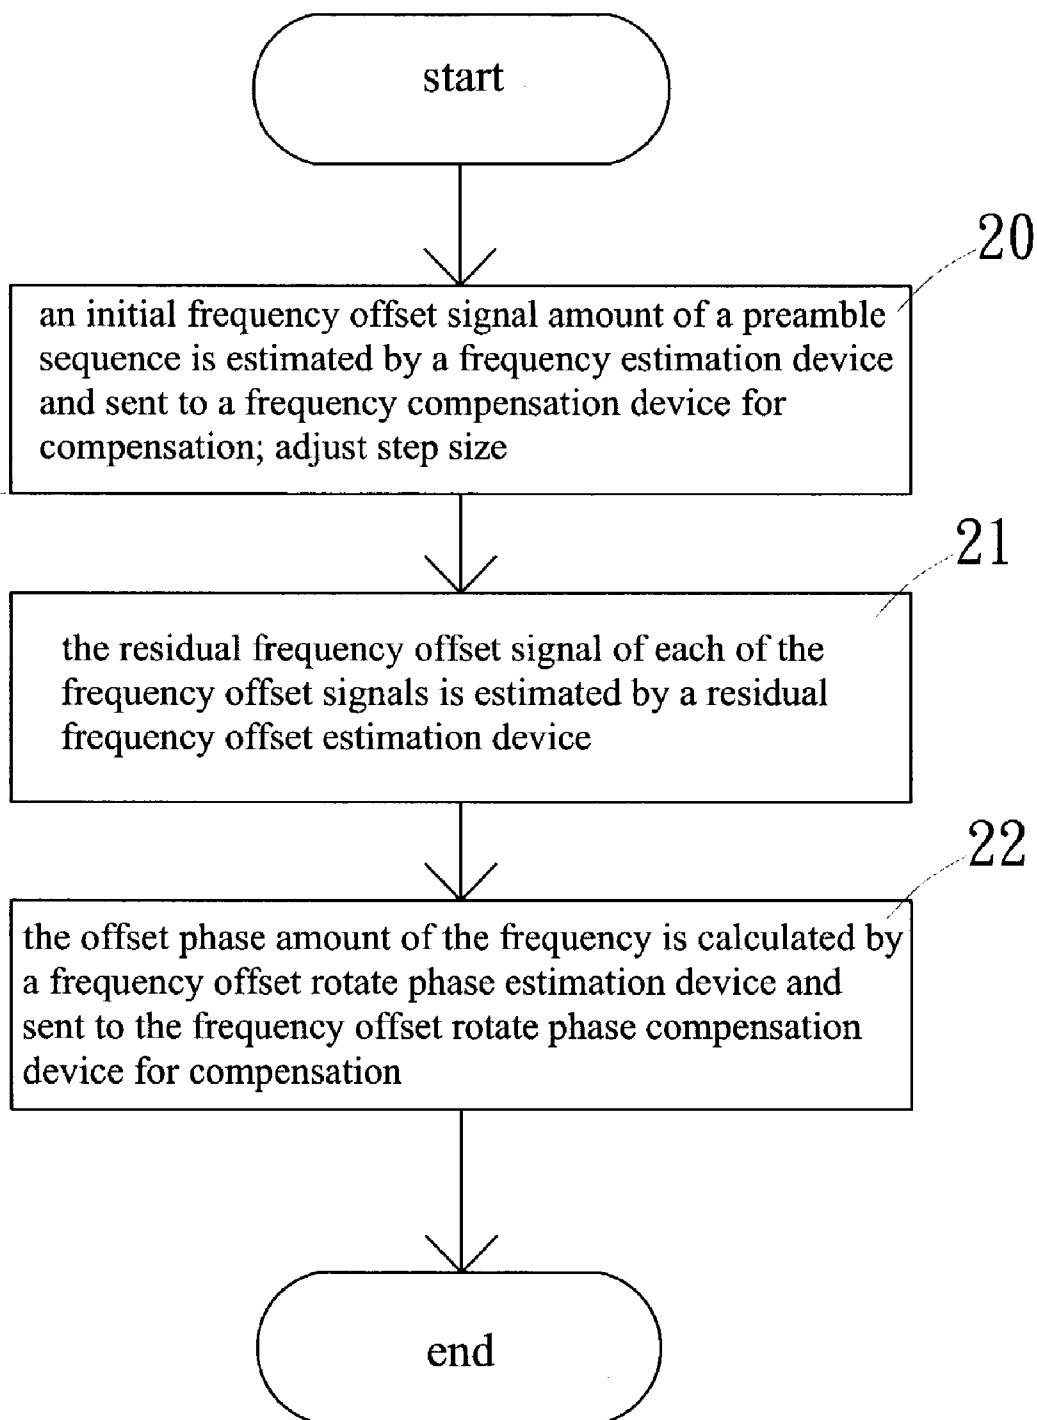 start
20
an initial frequency offset signal amount of a preamble
sequence is estimated by a frequency estimation device
and sent to a frequency compensation device for
compensation; adjust step size
21
the residual frequency offset signal of each of the
frequency offset signals is estimated by a residual
frequency offset estimation device
22
the offset phase amount of the frequency is calculated by
a frequency offset rotate phase estimation device and
sent to the frequency offset rotate phase compensation
device for compensation
end